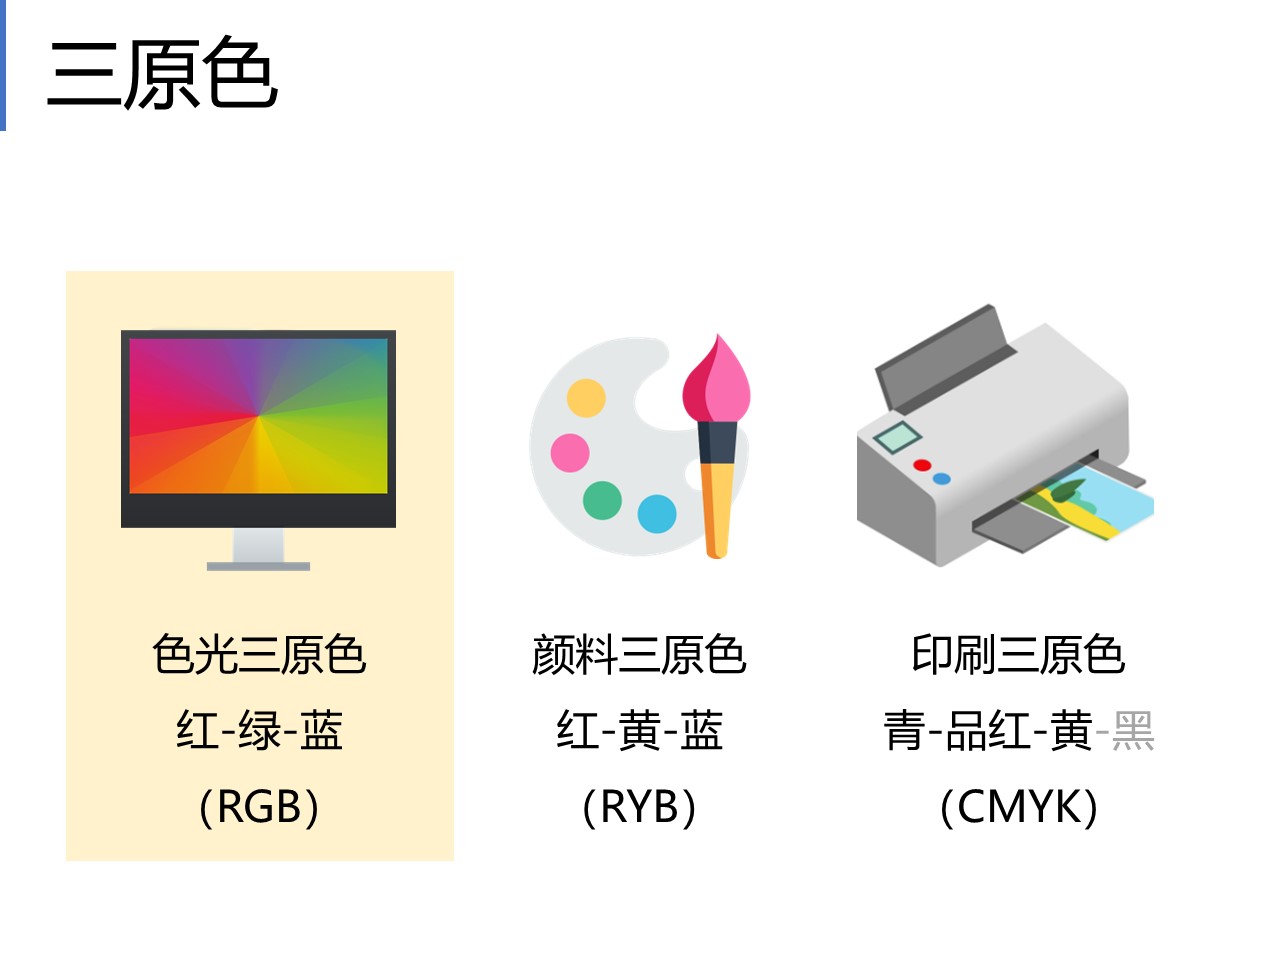 三原色
色光三原色
红-绿-蓝
（RGB）
颜料三原色
红-黄-蓝
（RYB）
印刷三原色
青-品红-黄-黑
（CMYK）